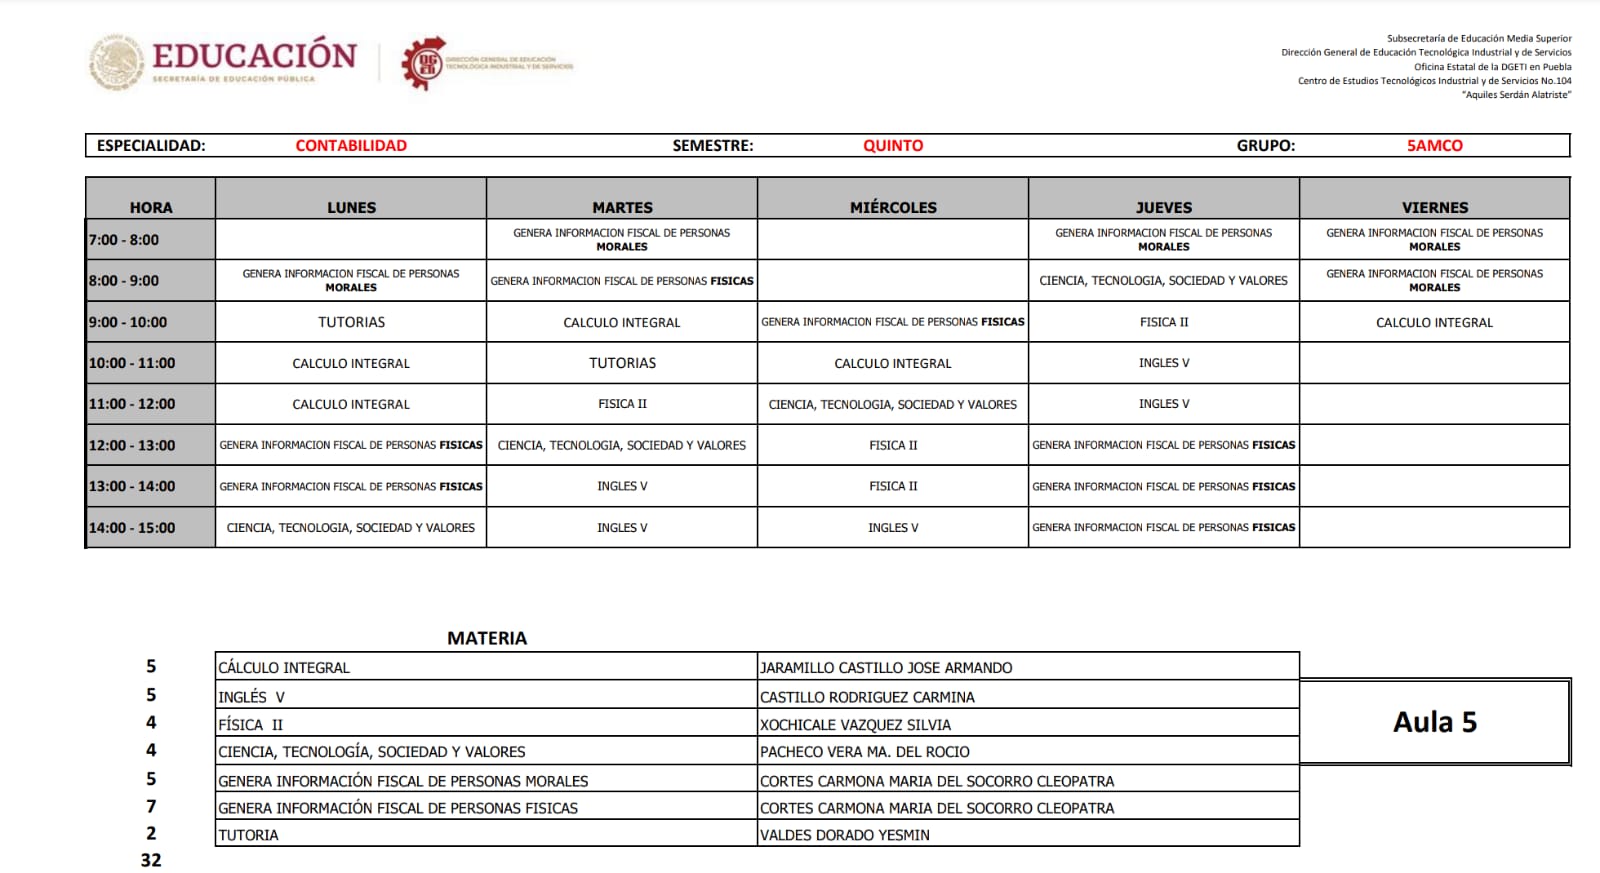 EDUCACIÓN
SECRETARÍA DE EDUCACIÓN PÚBLICA
DGETI
DIRECCIÓN GENERAL DE EDUCACIÓN
TECNOLÓGICA INDUSTRIAL Y DE SERVICIOS
Subsecretaría de Educación Media Superior
Dirección General de Educación Tecnológica Industrial y de Servicios
Oficina Estatal de la DGETI en Puebla
Centro de Estudios Tecnológicos Industrial y de Servicios No.104
"Aquiles Serdán Alatriste"
ESPECIALIDAD: CONTABILIDAD SEMESTRE: QUINTO GRUPO: 5AMCO
HORA LUNES MARTES MIÉRCOLES JUEVES VIERNES
7:00 - 8:00 GENERA INFORMACION FISCAL DE PERSONAS MORALES GENERA INFORMACION FISCAL DE PERSONAS MORALES GENERA INFORMACION FISCAL DE PERSONAS MORALES
8:00 - 9:00 GENERA INFORMACION FISCAL DE PERSONAS MORALES GENERA INFORMACION FISCAL DE PERSONAS FISICAS CIENCIA, TECNOLOGIA, SOCIEDAD Y VALORES GENERA INFORMACION FISCAL DE PERSONAS MORALES
9:00 - 10:00 TUTORIAS CALCULO INTEGRAL GENERA INFORMACION FISCAL DE PERSONAS FISICAS FISICA II CALCULO INTEGRAL
10:00 - 11:00 CALCULO INTEGRAL TUTORIAS CALCULO INTEGRAL INGLES V
11:00 - 12:00 CALCULO INTEGRAL FISICA II CIENCIA, TECNOLOGIA, SOCIEDAD Y VALORES INGLES V
12:00 - 13:00 GENERA INFORMACION FISCAL DE PERSONAS FISICAS CIENCIA, TECNOLOGIA, SOCIEDAD Y VALORES FISICA II GENERA INFORMACION FISCAL DE PERSONAS FISICAS
13:00 - 14:00 GENERA INFORMACION FISCAL DE PERSONAS FISICAS INGLES V FISICA II GENERA INFORMACION FISCAL DE PERSONAS FISICAS
14:00 - 15:00 CIENCIA, TECNOLOGIA, SOCIEDAD Y VALORES INGLES V INGLES V GENERA INFORMACION FISCAL DE PERSONAS FISICAS
MATERIA
5 CÁLCULO INTEGRAL JARAMILLO CASTILLO JOSE ARMANDO
5 INGLÉS V CASTILLO RODRIGUEZ CARMINA
4 FÍSICA II XOCHICALE VAZQUEZ SILVIA
4 CIENCIA, TECNOLOGÍA, SOCIEDAD Y VALORES PACHECO VERA MA. DEL ROCIO
5 GENERA INFORMACIÓN FISCAL DE PERSONAS MORALES CORTES CARMONA MARIA DEL SOCORRO CLEOPATRA
7 GENERA INFORMACIÓN FISCAL DE PERSONAS FISICAS CORTES CARMONA MARIA DEL SOCORRO CLEOPATRA
2 TUTORIA VALDES DORADO YESMIN
32
Aula 5